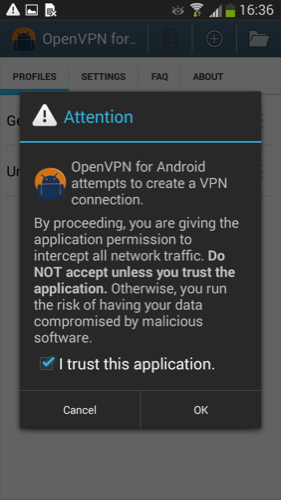 16:36
OpenVPN for..
PROFILES SETTINGS FAQ ABOUT
Ge
Un
Attention
OpenVPN for Android
attempts to create a VPN
connection.
By proceeding, you are giving the
application permission to
intercept all network traffic. Do
NOT accept unless you trust the
application. Otherwise, you run
the risk of having your data
compromised by malicious
software.
I trust this application.
Cancel OK